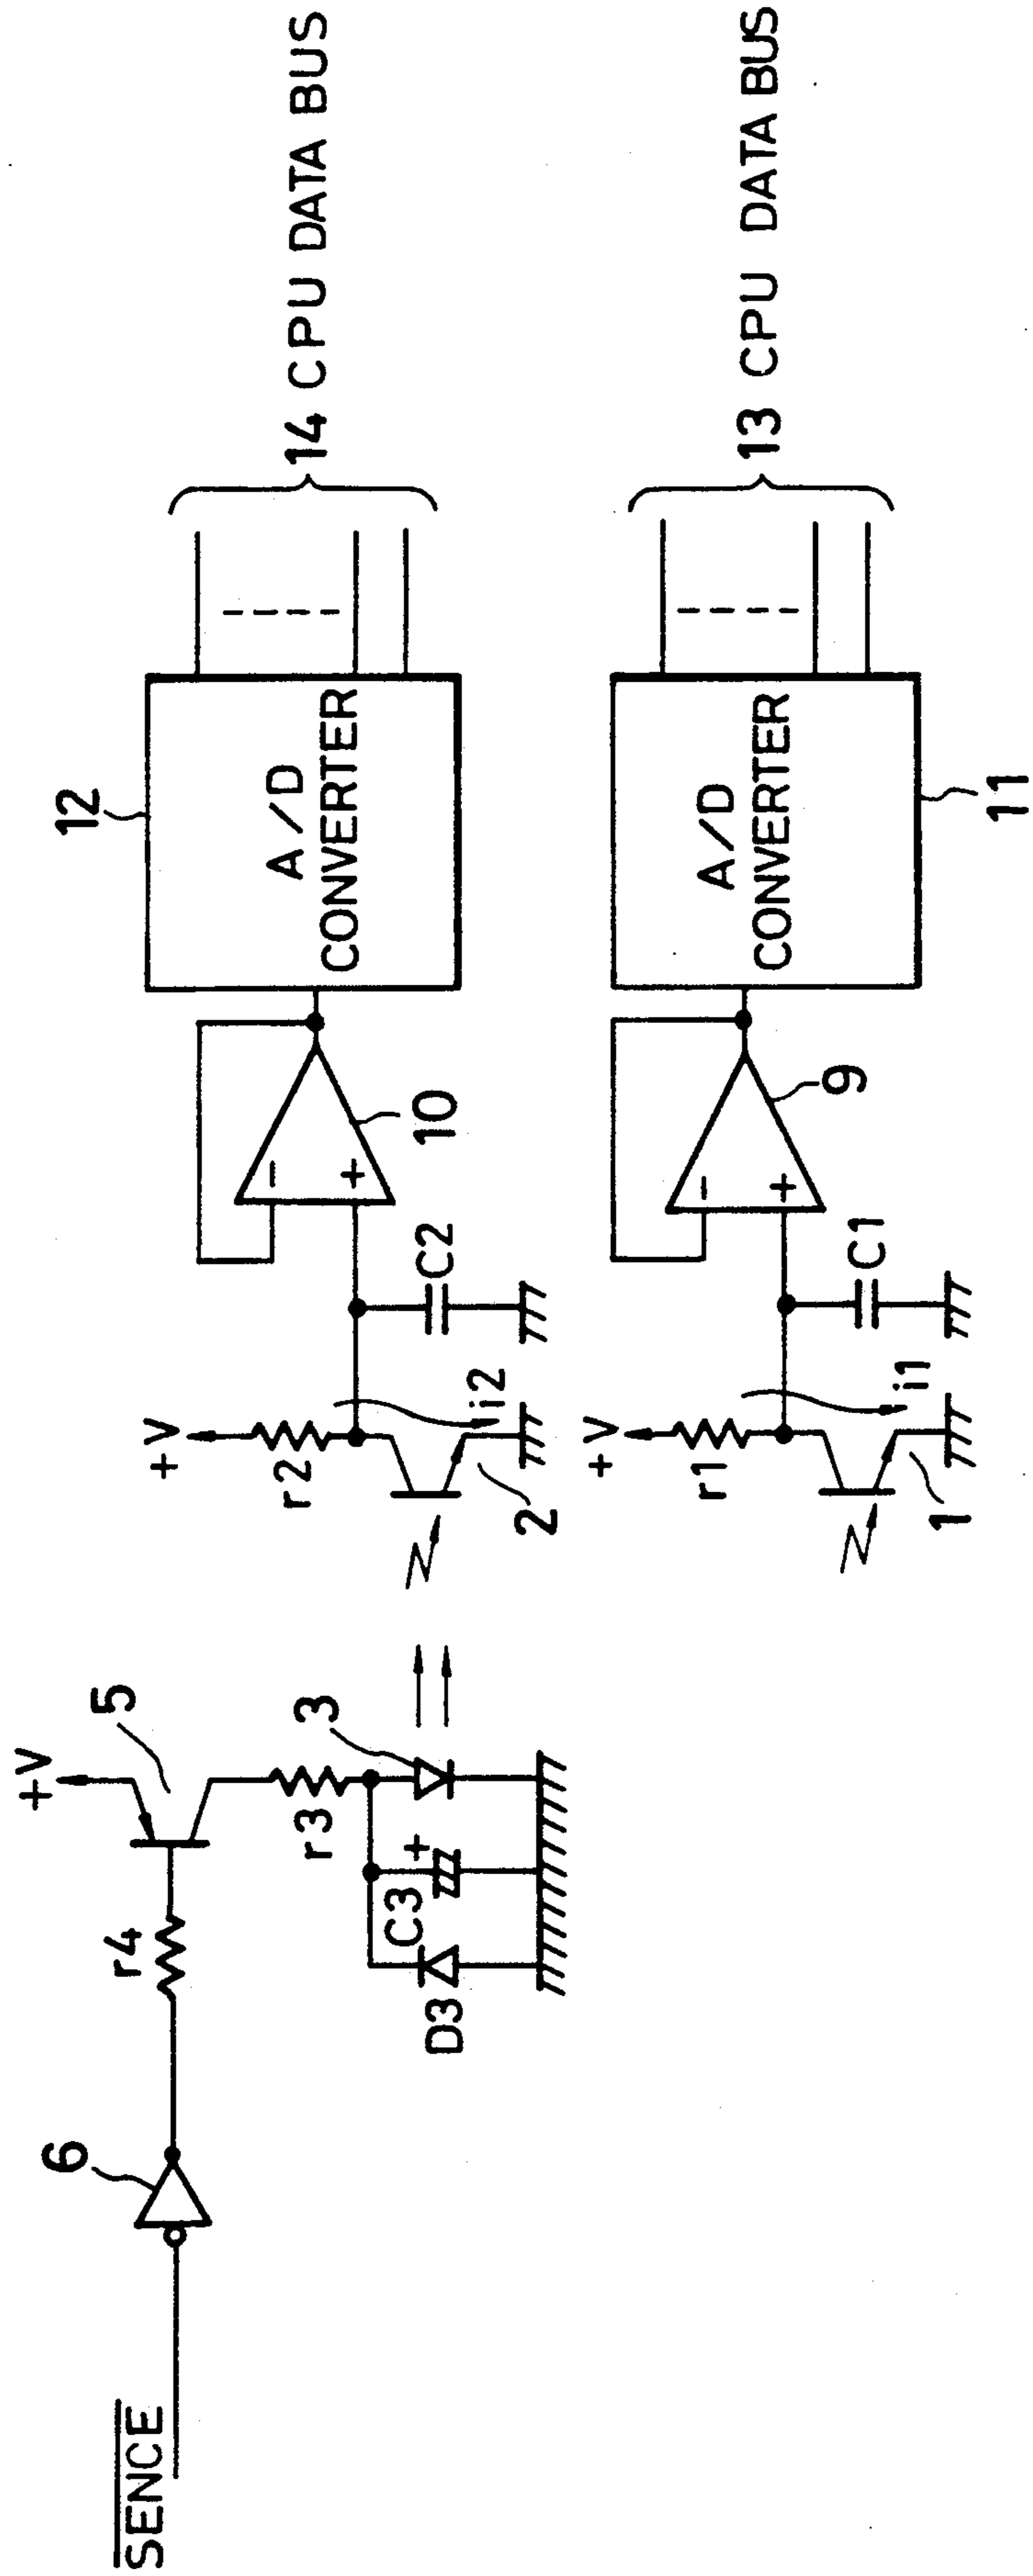 SENCE
6
r4
+V
5
r3
3
D3
C3
+
+V
r2
i2
2
C2
-
+
10
12
A/D
CONVERTER
14 CPU DATA BUS
+V
r1
i1
1
C1
-
+
9
A/D
CONVERTER
11
13 CPU DATA BUS